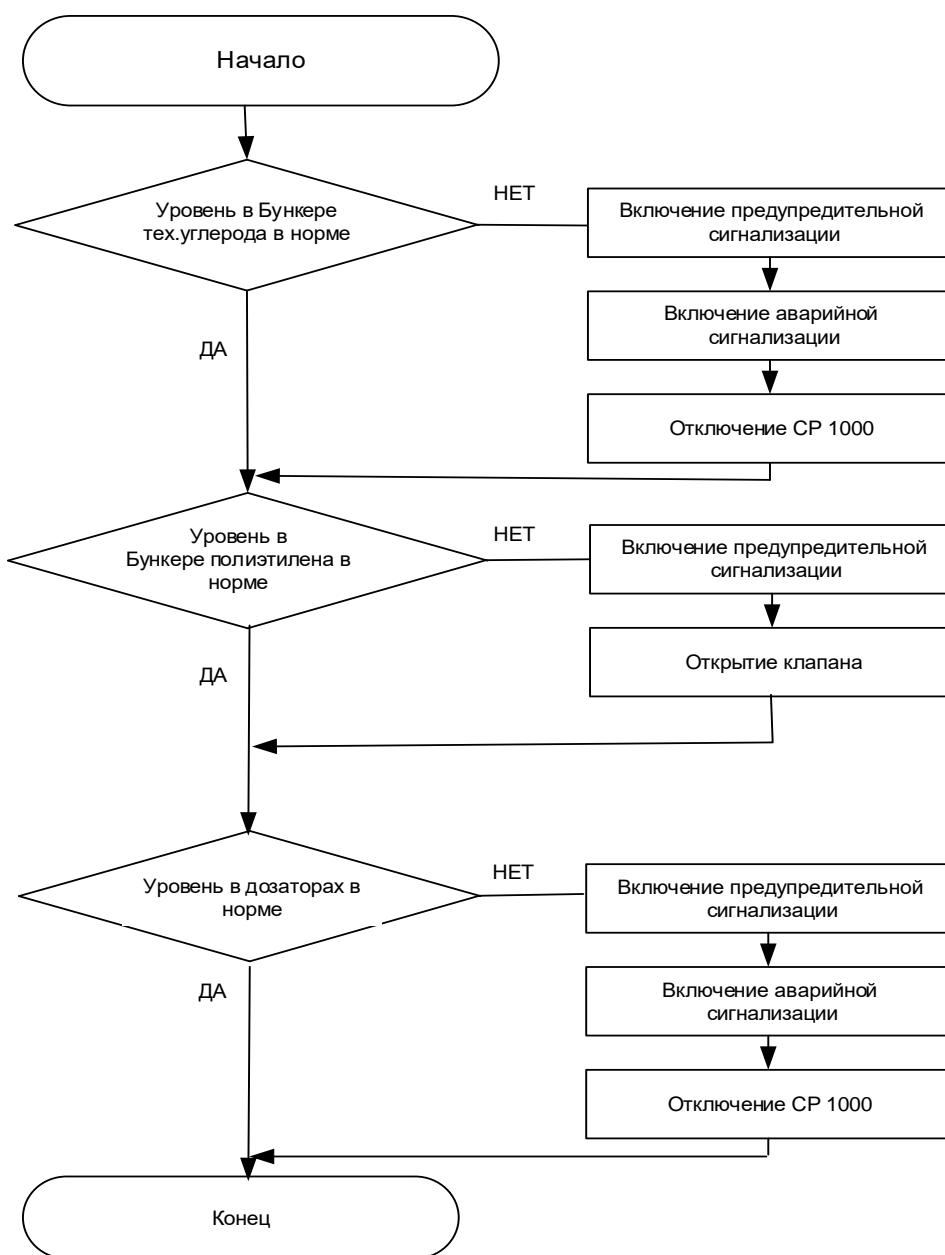 Начало
Уровень в Бункере
тех.углерода в норме
НЕТ
Включение предупредительной
сигнализации
Включение аварийной
сигнализации
ДА
Отключение СР 1000
Уровень в
Бункере полиэтилена в
норме
НЕТ
Включение предупредительной
сигнализации
ДА
Открытие клапана
Уровень в дозаторах в
норме
НЕТ
Включение предупредительной
сигнализации
ДА
Включение аварийной
сигнализации
Отключение СР 1000
Конец